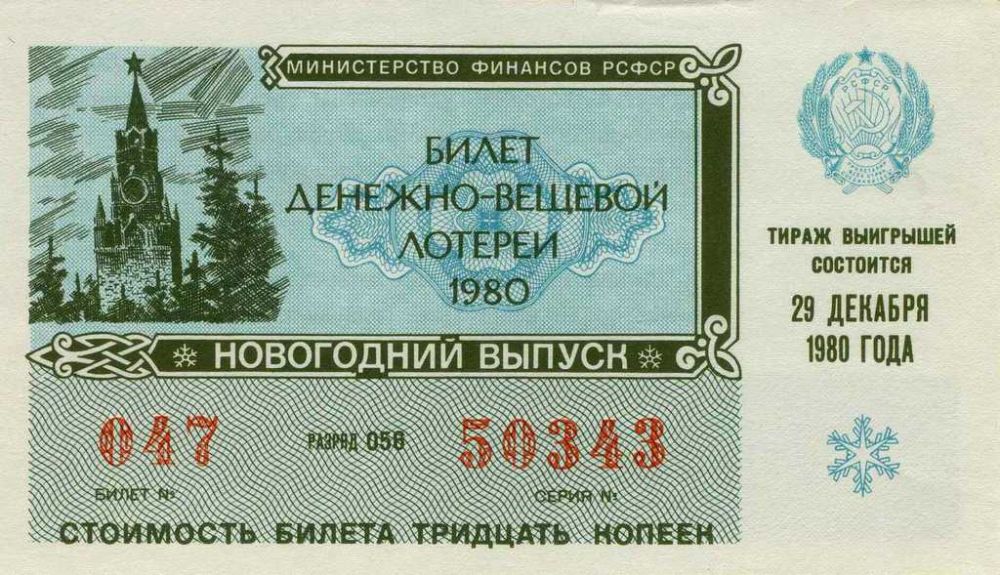 МИНИСТЕРСТВО ФИНАНСОВ РСФСР
БИЛЕТ
ДЕНЕЖНО-ВЕЩЕВОЙ
ЛОТЕРЕИ
1980
НОВОГОДНИЙ ВЫПУСК
047 РАЗРЯД 056 50343
БИЛЕТ № СЕРИЯ №
СТОИМОСТЬ БИЛЕТА ТРИДЦАТЬ КОПЕЕК
РСФСР
ТИРАЖ ВЫИГРЫШЕЙ
СОСТОИТСЯ
29 ДЕКАБРЯ
1980 ГОДА